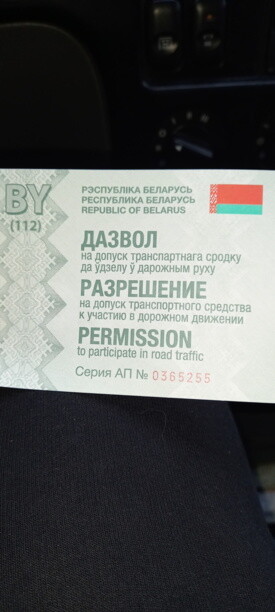 BY
(112)
РЭСПУБЛІКА БЕЛАРУСЬ
РЕСПУБЛИКА БЕЛАРУСЬ
REPUBLIC OF BELARUS
ДАЗВОЛ
на допуск транспартнага сродку
да ўдзелу ў дарожным руху
РАЗРЕШЕНИЕ
на допуск транспортного средства
к участию в дорожном движении
PERMISSION
to participate in road traffic
Серия АП № 0365255